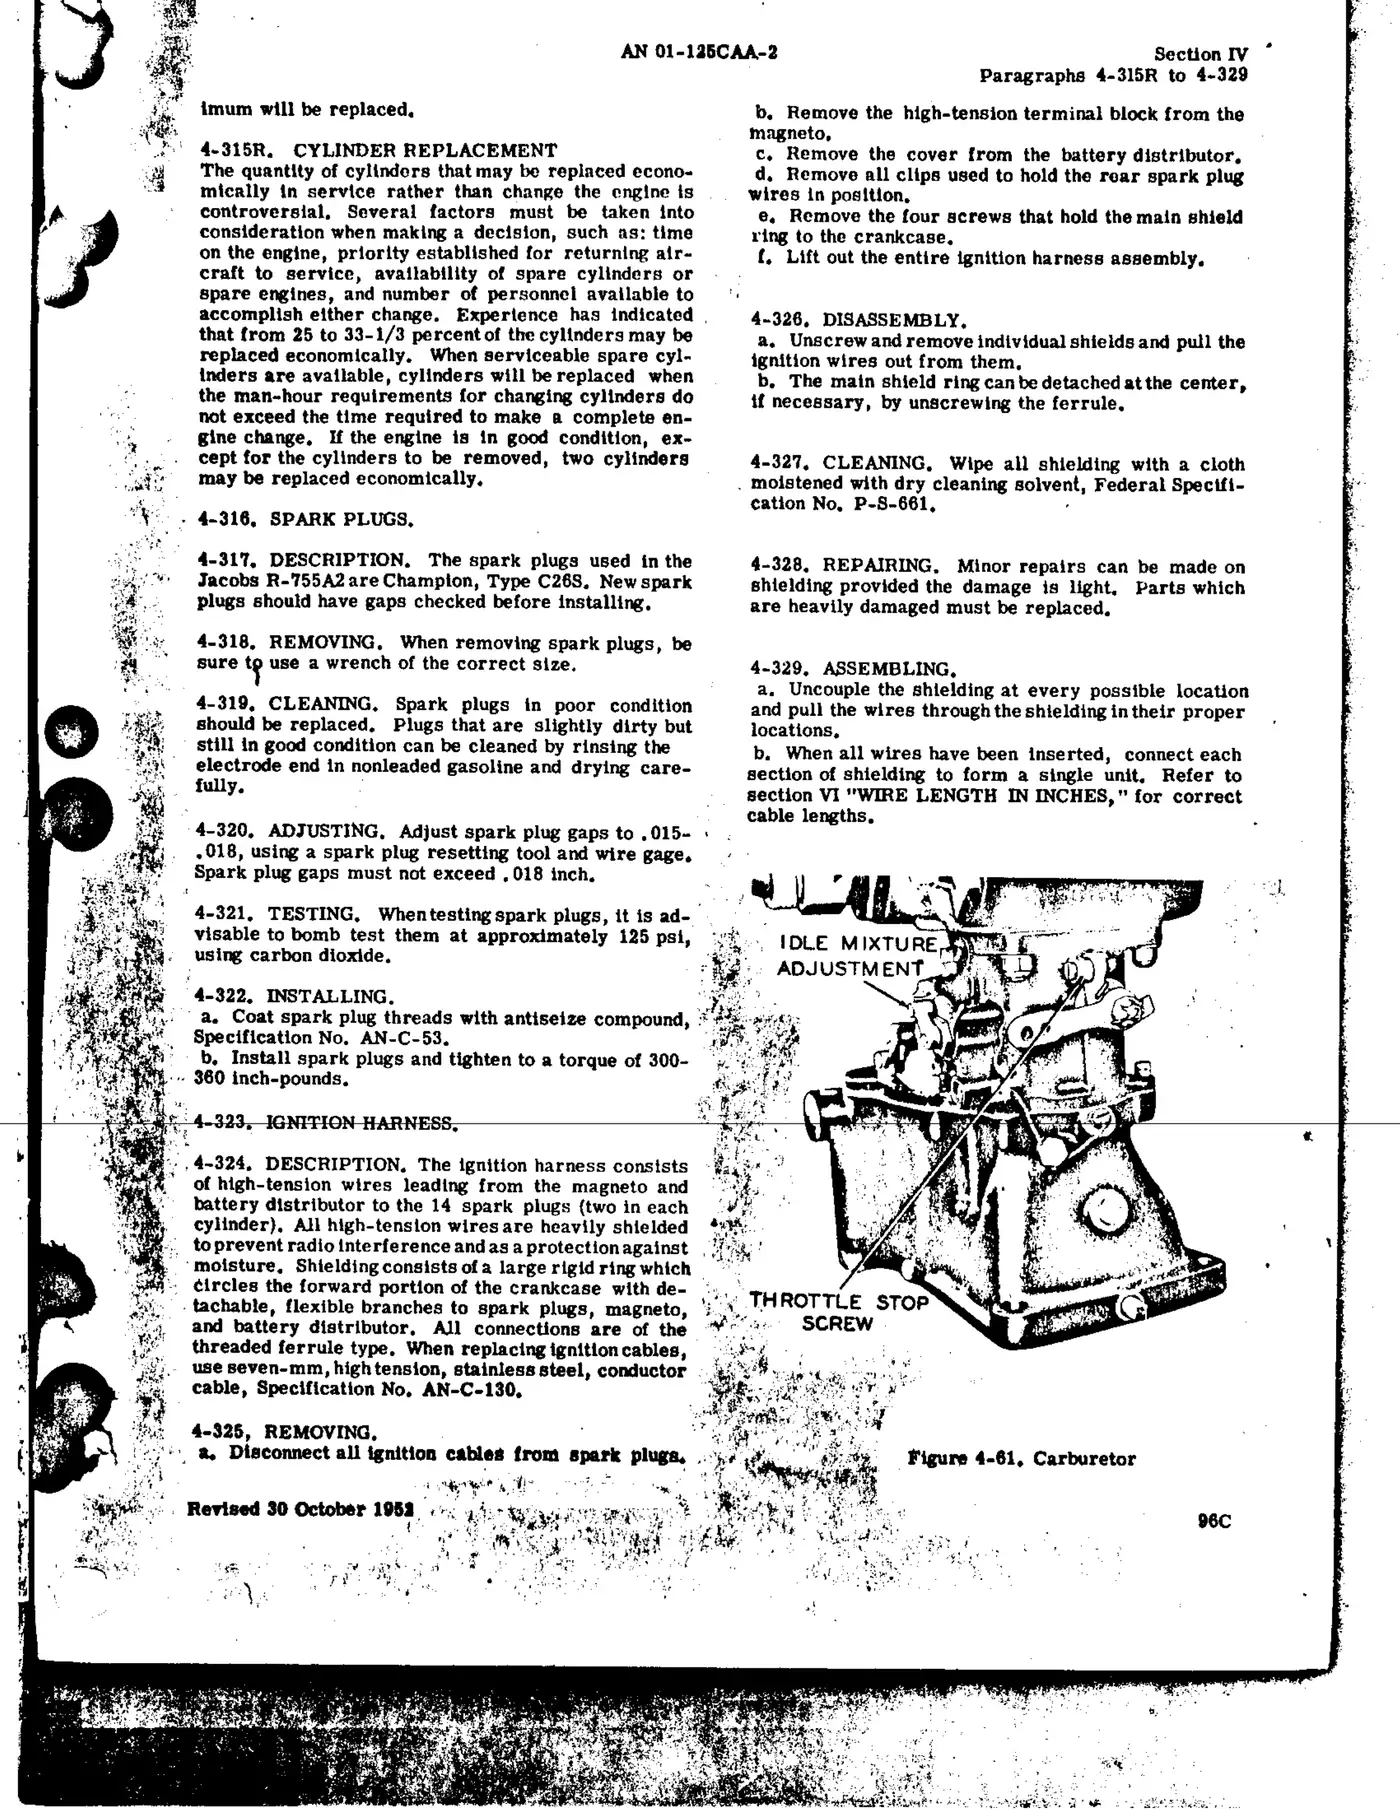 AN 01-125CAA-2
Section IV
Paragraphs 4-315R to 4-329
imum will be replaced.
4-315R. CYLINDER REPLACEMENT
The quantity of cylinders that may be replaced econo-
mically in service rather than change the engine is
controversial. Several factors must be taken into
consideration when making a decision, such as: time
on the engine, priority established for returning air-
craft to service, availability of spare cylinders or
spare engines, and number of personnel available to
accomplish either change. Experience has indicated
that from 25 to 33-1/3 percent of the cylinders may be
replaced economically. When serviceable spare cyl-
inders are available, cylinders will be replaced when
the man-hour requirements for changing cylinders do
not exceed the time required to make a complete en-
gine change. If the engine is in good condition, ex-
cept for the cylinders to be removed, two cylinders
may be replaced economically.
4-316. SPARK PLUGS.
4-317. DESCRIPTION. The spark plugs used in the
Jacobs R-755A2 are Champion, Type C26S. New spark
plugs should have gaps checked before installing.
4-318. REMOVING. When removing spark plugs, be
sure to use a wrench of the correct size.
4-319. CLEANING. Spark plugs in poor condition
should be replaced. Plugs that are slightly dirty but
still in good condition can be cleaned by rinsing the
electrode end in nonleaded gasoline and drying care-
fully.
4-320. ADJUSTING. Adjust spark plug gaps to .015-
.018, using a spark plug resetting tool and wire gage.
Spark plug gaps must not exceed .018 inch.
4-321. TESTING. When testing spark plugs, it is ad-
visable to bomb test them at approximately 125 psi,
using carbon dioxide.
4-322. INSTALLING.
a. Coat spark plug threads with antiseize compound,
Specification No. AN-C-53.
b. Install spark plugs and tighten to a torque of 300-
360 inch-pounds.
4-323. IGNITION HARNESS.
4-324. DESCRIPTION. The ignition harness consists
of high-tension wires leading from the magneto and
battery distributor to the 14 spark plugs (two in each
cylinder). All high-tension wires are heavily shielded
to prevent radio interference and as a protection against
moisture. Shielding consists of a large rigid ring which
circles the forward portion of the crankcase with de-
tachable, flexible branches to spark plugs, magneto,
and battery distributor. All connections are of the
threaded ferrule type. When replacing ignition cables,
use seven-mm, high tension, stainless steel, conductor
cable, Specification No. AN-C-130.
4-325, REMOVING.
a. Disconnect all ignition cables from spark plugs.
b. Remove the high-tension terminal block from the
magneto.
c. Remove the cover from the battery distributor.
d. Remove all clips used to hold the rear spark plug
wires in position.
e. Remove the four screws that hold the main shield
ring to the crankcase.
f. Lift out the entire ignition harness assembly.
4-326. DISASSEMBLY.
a. Unscrew and remove individual shields and pull the
ignition wires out from them.
b. The main shield ring can be detached at the center,
if necessary, by unscrewing the ferrule.
4-327. CLEANING. Wipe all shielding with a cloth
moistened with dry cleaning solvent, Federal Specifi-
cation No. P-S-661.
4-328. REPAIRING. Minor repairs can be made on
shielding provided the damage is light. Parts which
are heavily damaged must be replaced.
4-329. ASSEMBLING.
a. Uncouple the shielding at every possible location
and pull the wires through the shielding in their proper
locations.
b. When all wires have been inserted, connect each
section of shielding to form a single unit. Refer to
section VI "WIRE LENGTH IN INCHES," for correct
cable lengths.
IDLE MIXTURE
ADJUSTMENT
THROTTLE STOP
SCREW
Figure 4-61. Carburetor
Revised 30 October 1952
96C